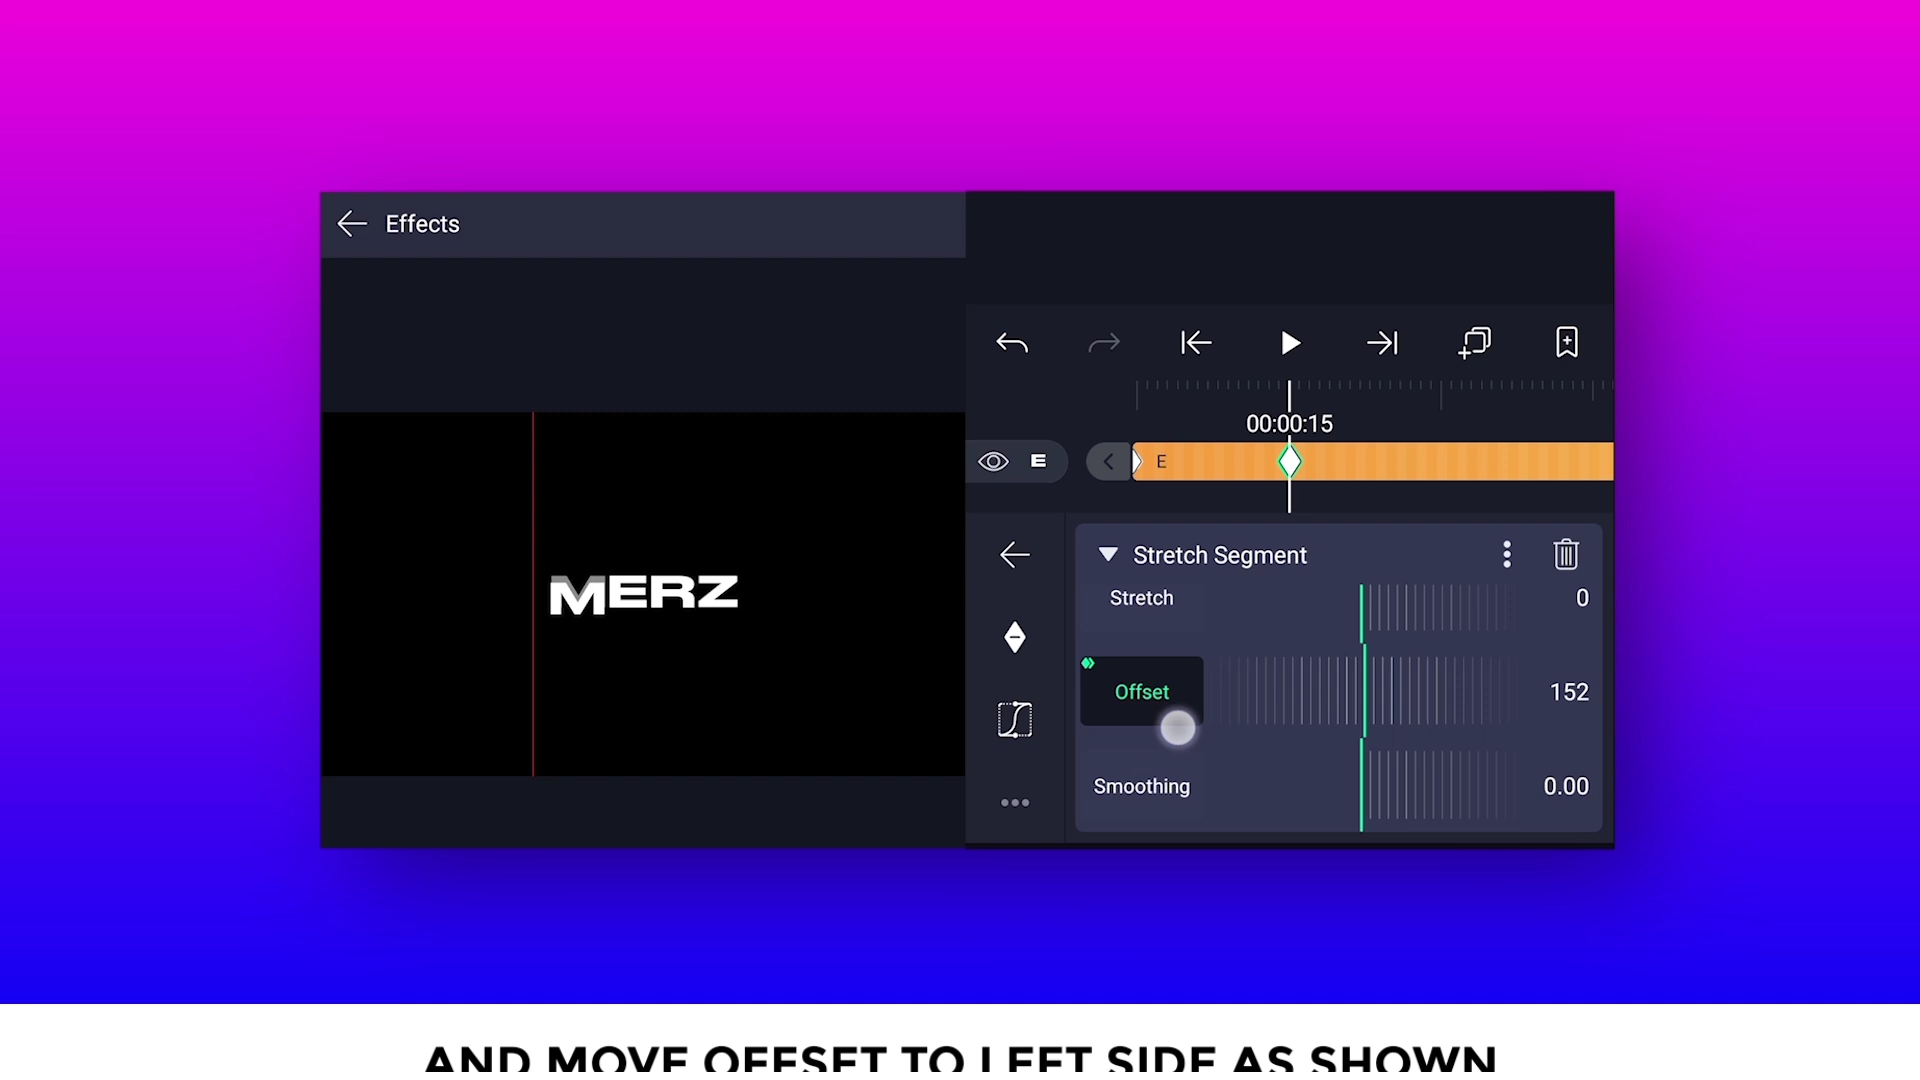 Effects
00:00:15
E
E
MERZ
Stretch Segment
Stretch
0
Offset
152
Smoothing
0.00
AND MOVE OFFSET TO LEFT SIDE AS SHOWN